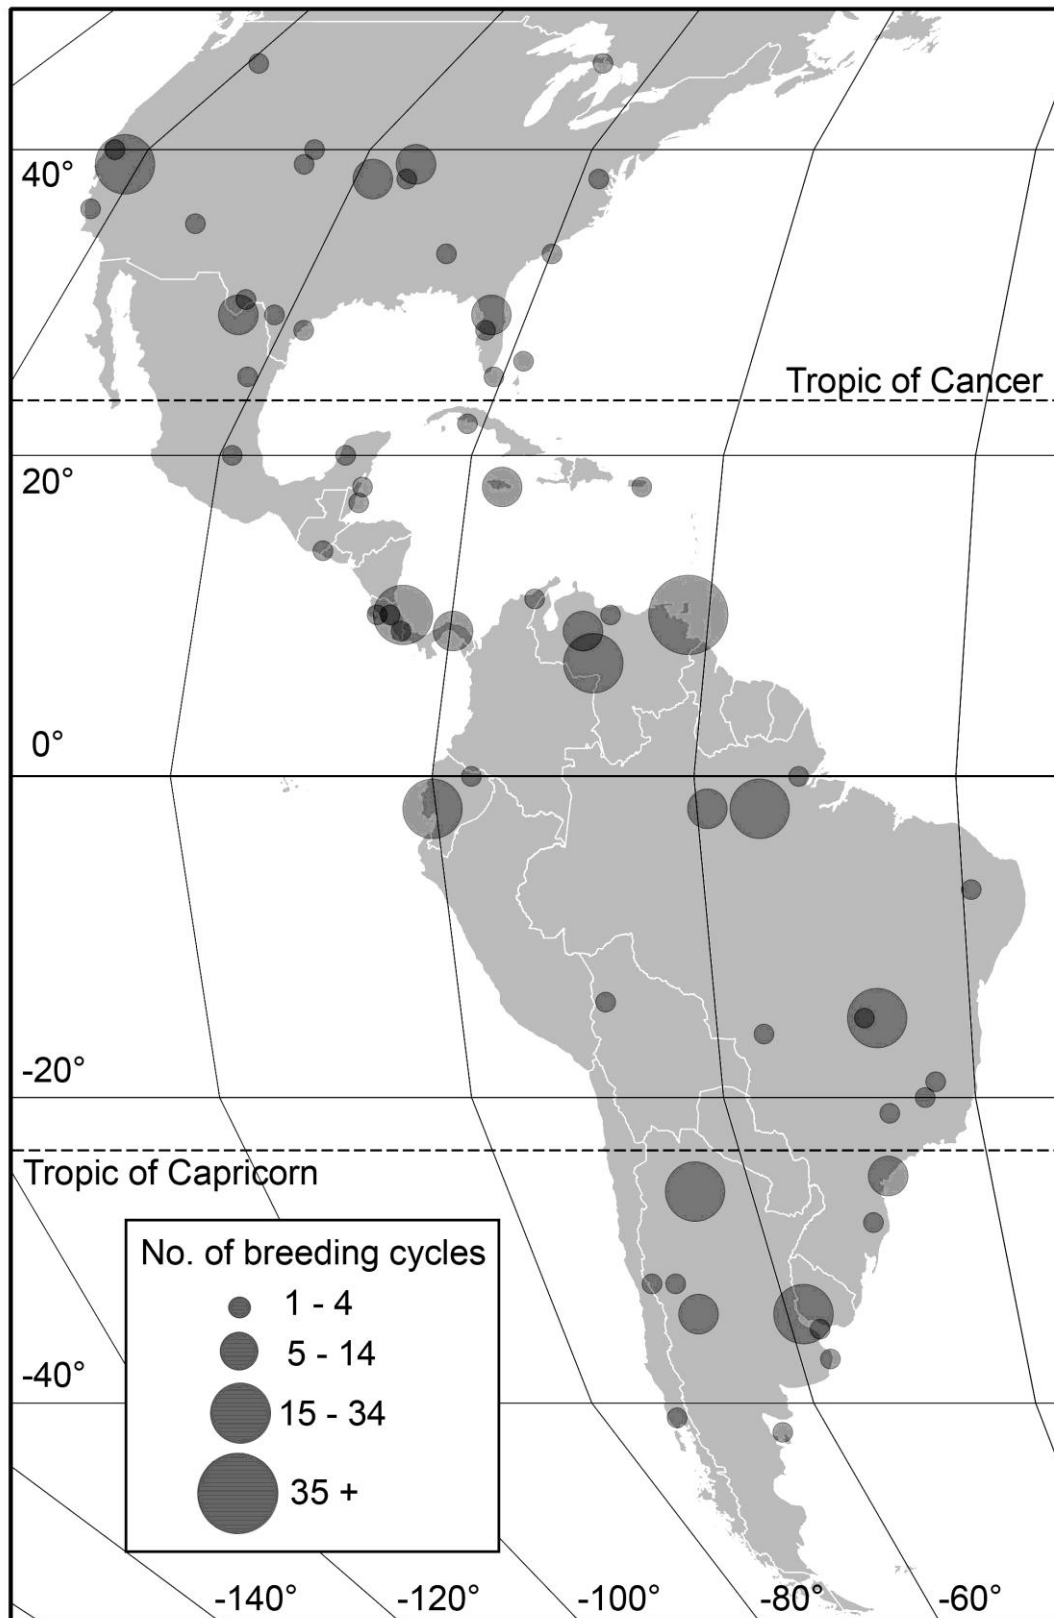 40°
Tropic of Cancer
20°
0°
-20°
Tropic of Capricorn
No. of breeding cycles
1 - 4
5 - 14
15 - 34
35 +
-40°
-140°
-120°
-100°
-80°
-60°